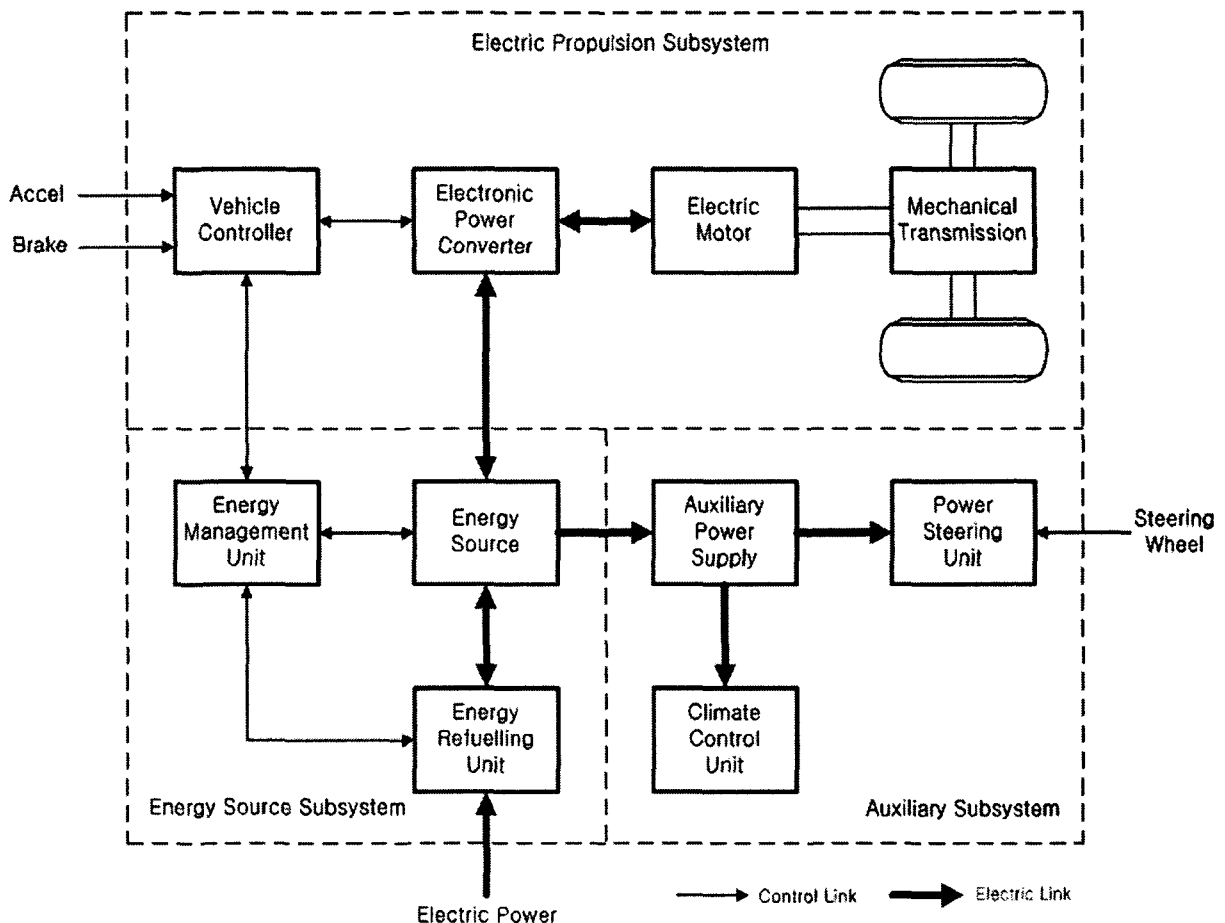 Electric Propulsion Subsystem
Accel
Brake
Vehicle
Controller
Electronic
Power
Converter
Electric
Motor
Mechanical
Transmission
Energy
Management
Unit
Energy
Source
Auxiliary
Power
Supply
Power
Steering
Unit
Steering
Wheel
Energy
Refuelling
Unit
Climate
Control
Unit
Energy Source Subsystem
Auxiliary Subsystem
Electric Power
Control Link
Electric Link